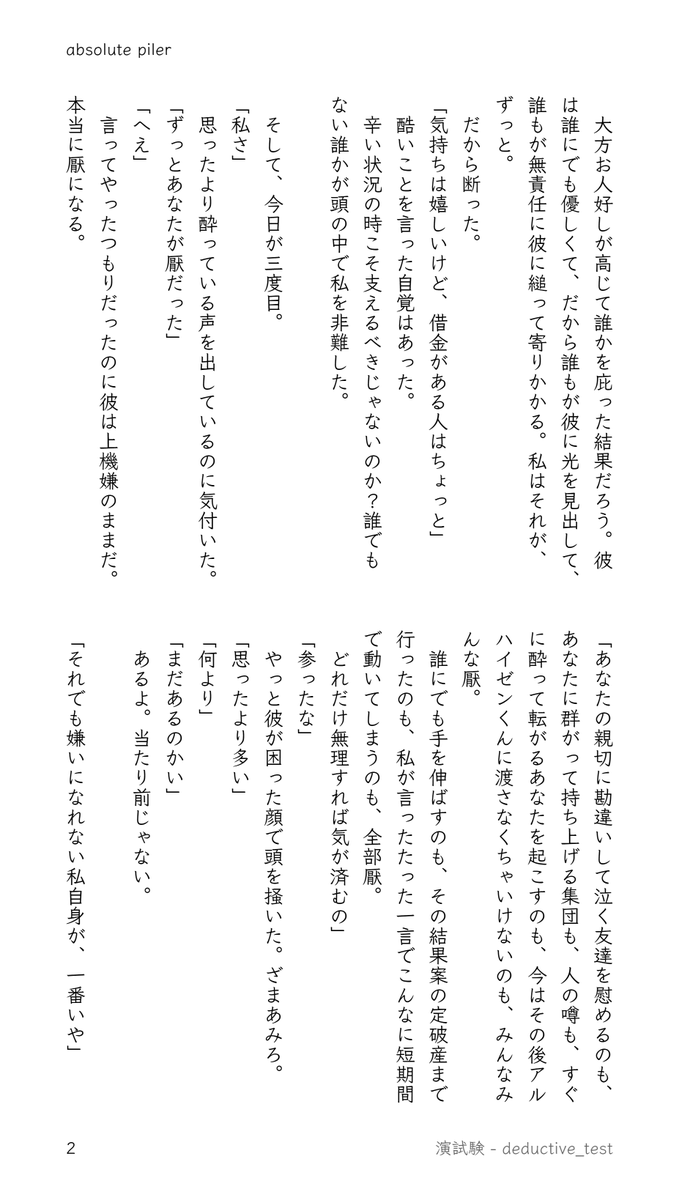 absolute piler
　大方お人好しが高じて誰かを庇った結果だろう。彼
は誰にでも優しくて、だから誰もが彼に光を見出して、
誰もが無責任に彼に縋って寄りかかる。私はそれが、
ずっと。
　だから断った。
「気持ちは嬉しいけど、借金がある人はちょっと」
　酷いことを言った自覚はあった。
　辛い状況の時こそ支えるべきじゃないのか？誰でも
ない誰かが頭の中で私を非難した。
　そして、今日が三度目。
「私さ」
　思ったより酔っている声を出しているのに気付いた。
「ずっとあなたが厭だった」
「へえ」
　言ってやったつもりだったのに彼は上機嫌のままだ。
本当に厭になる。
「あなたの親切に勘違いして泣く友達を慰めるのも、
あなたに群がって持ち上げる集団も、人の噂も、すぐ
に酔って転がるあなたを起こすのも、今はその後アル
ハイゼンくんに渡さなくちゃいけないのも、みんなみ
んな厭。
　誰にでも手を伸ばすのも、その結果案の定破産まで
行ったのも、私が言ったたった一言でこんなに短期間
で動いてしまうのも、全部厭。
　どれだけ無理すれば気が済むの」
「参ったな」
　やっと彼が困った顔で頭を掻いた。ざまあみろ。
「思ったより多い」
「何より」
「まだあるのかい」
　あるよ。当たり前じゃない。
「それでも嫌いになれない私自身が、一番いや」
2
演試験 - deductive_test